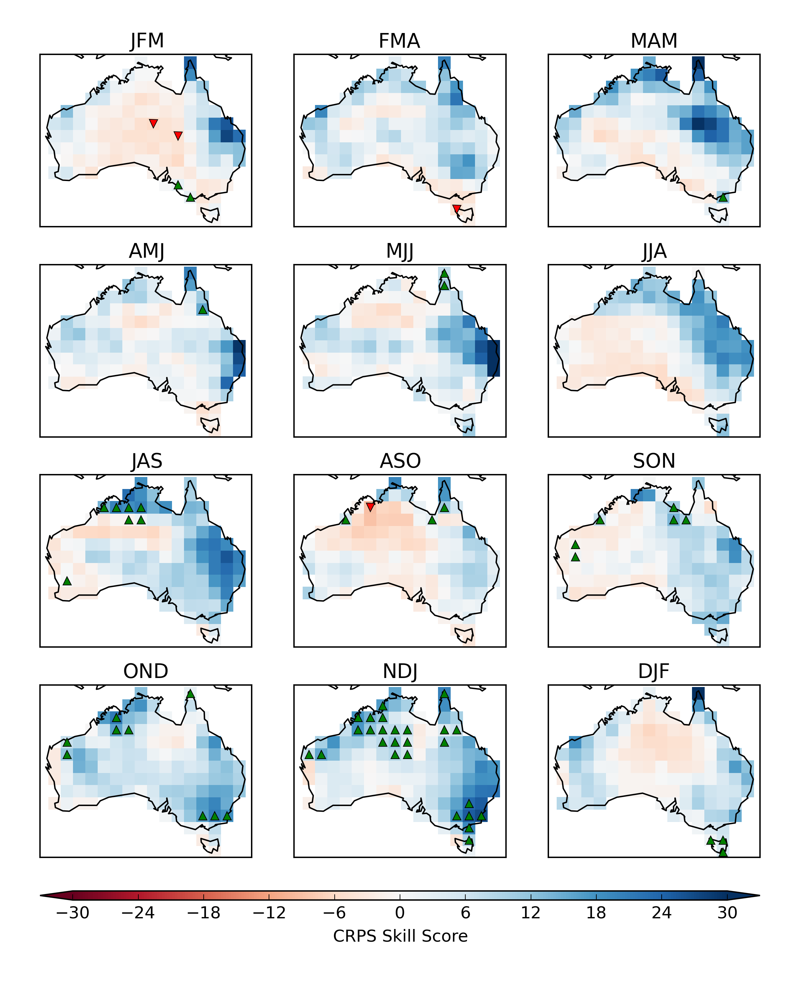 JFM FMA MAM
AMJ MJJ JJA
JAS ASO SON
OND NDJ DJF
−30 −24 −18 −12 −6 0 6 12 18 24 30
CRPS Skill Score